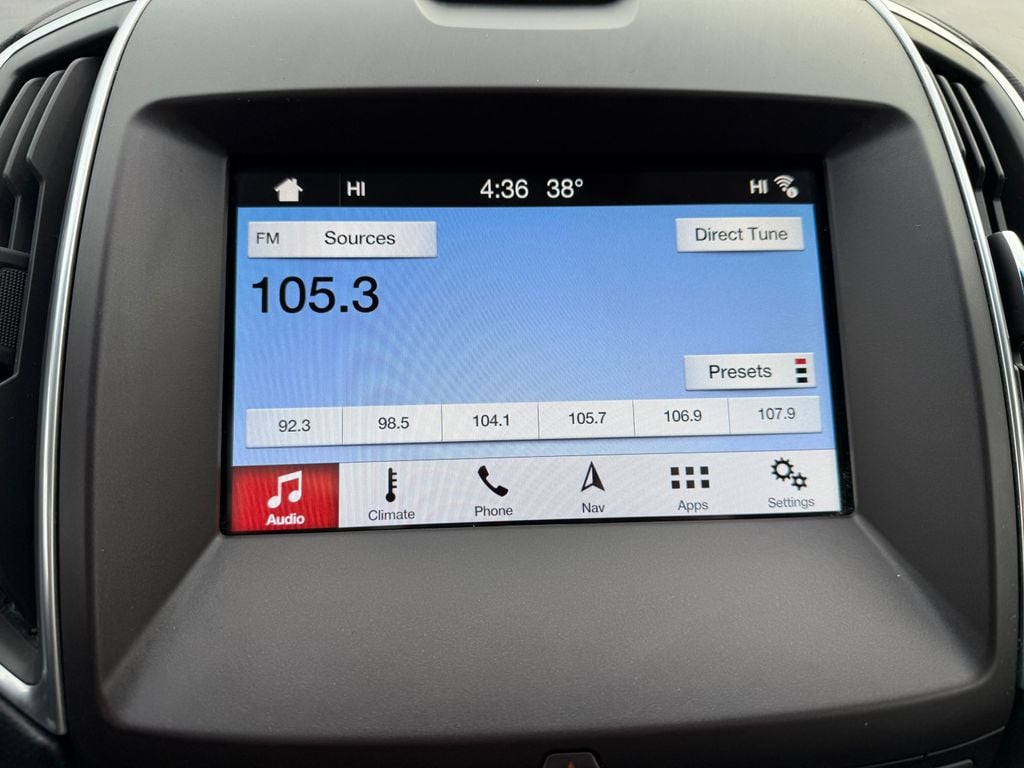 HI 4:36 38° HI
FM Sources Direct Tune
105.3
Presets
92.3 98.5 104.1 105.7 106.9 107.9
Audio Climate Phone Nav Apps Settings